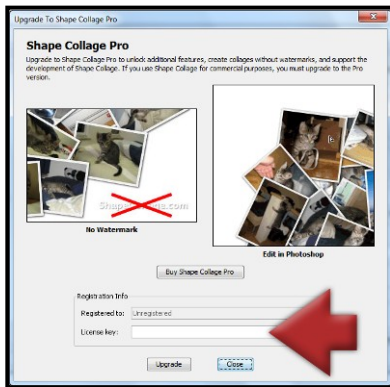 Upgrade To Shape Collage Pro
Shape Collage Pro
Upgrade to Shape Collage Pro to unlock additional features, create collages without watermarks, and support the
development of Shape Collage. If you use Shape Collage for commercial purposes, you must upgrade to the Pro
version.
No Watermark
Edit in Photoshop
Buy Shape Collage Pro
Registration Info
Registered to: Unregistered
License key:
Upgrade Close